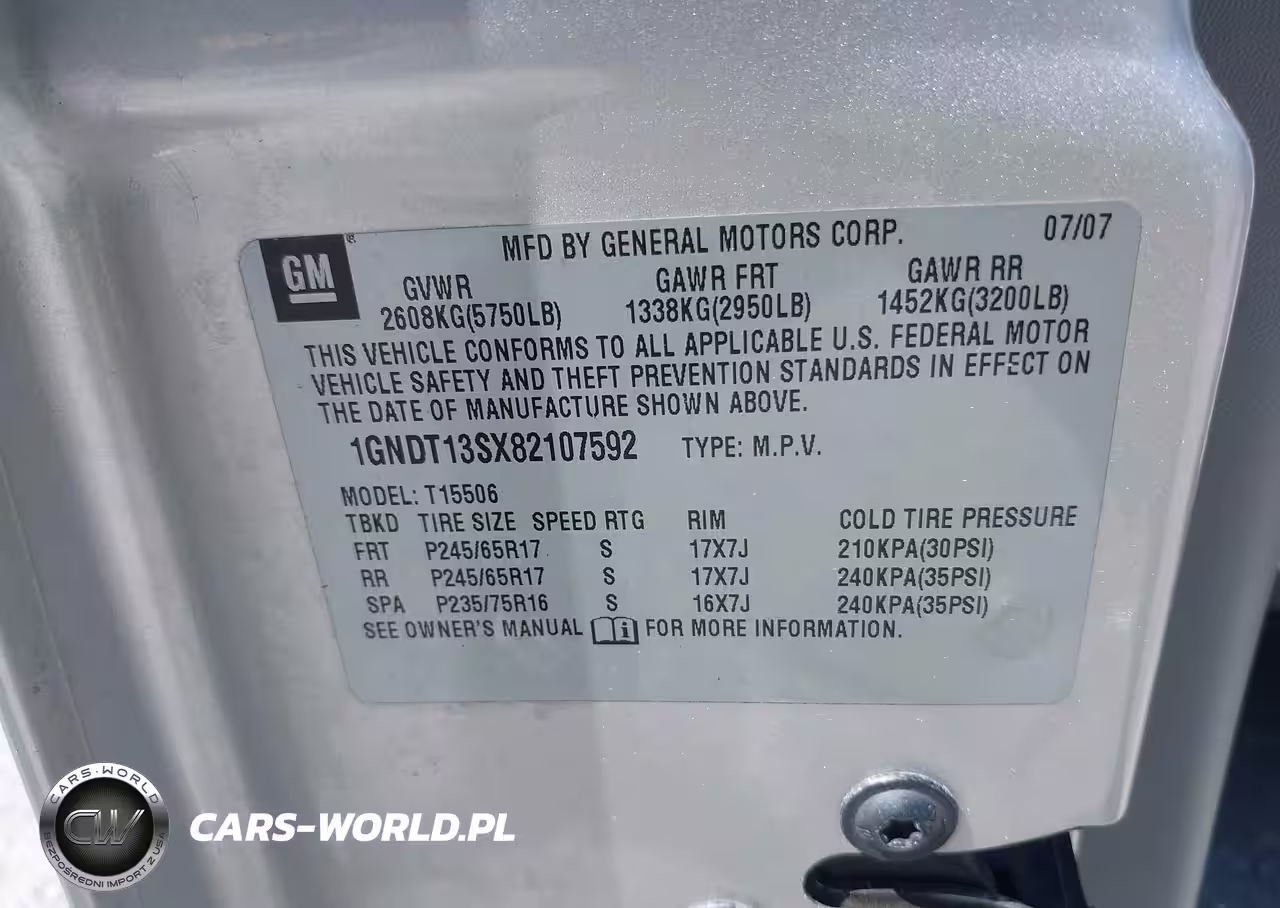 GM
MFD BY GENERAL MOTORS CORP. 07/07
GVWR GAWR FRT GAWR RR
2608KG(5750LB) 1338KG(2950LB) 1452KG(3200LB)
THIS VEHICLE CONFORMS TO ALL APPLICABLE U.S. FEDERAL MOTOR
VEHICLE SAFETY AND THEFT PREVENTION STANDARDS IN EFFECT ON
THE DATE OF MANUFACTURE SHOWN ABOVE.
1GNDT13SX82107592 TYPE: M.P.V.
MODEL: T15506
TBKD TIRE SIZE SPEED RTG RIM COLD TIRE PRESSURE
FRT P245/65R17 S 17X7J 210KPA(30PSI)
RR P245/65R17 S 17X7J 240KPA(35PSI)
SPA P235/75R16 S 16X7J 240KPA(35PSI)
SEE OWNER'S MANUAL i FOR MORE INFORMATION.
CARS-WORLD
CW
BEZPOŚREDNI IMPORT Z USA
CARS-WORLD.PL